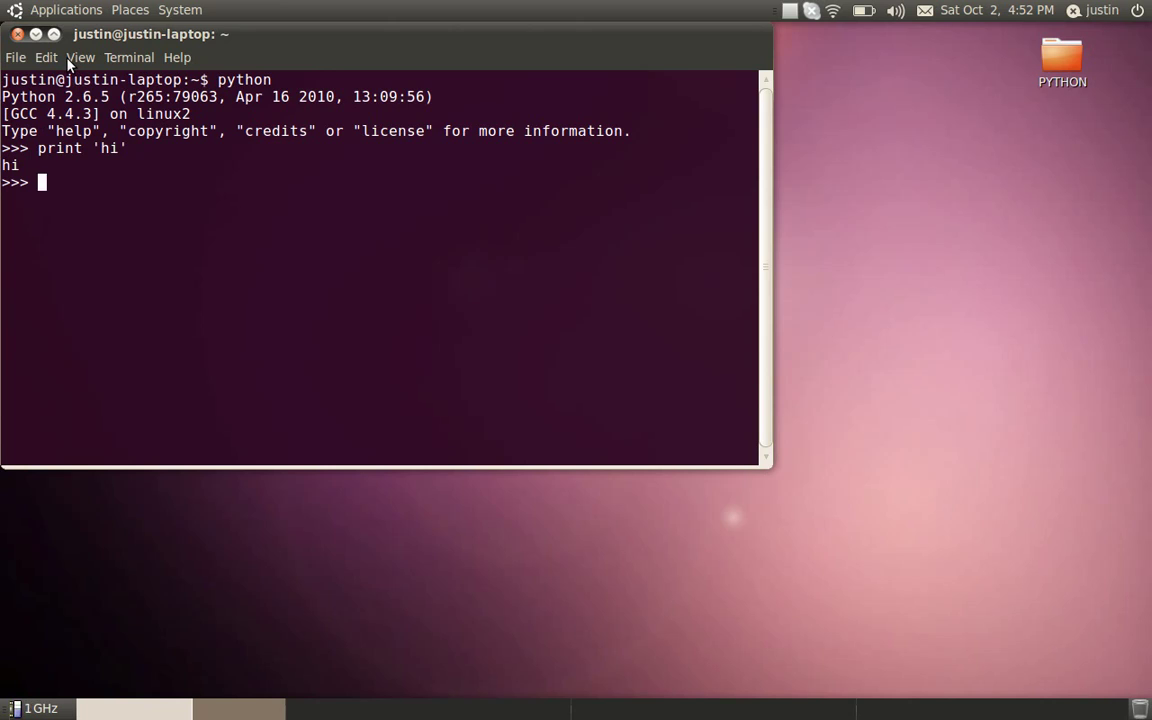 Applications Places System
Sat Oct 2, 4:52 PM justin
justin@justin-laptop: ~
File Edit View Terminal Help
justin@justin-laptop:~$ python
Python 2.6.5 (r265:79063, Apr 16 2010, 13:09:56)
[GCC 4.4.3] on linux2
Type "help", "copyright", "credits" or "license" for more information.
>>> print 'hi'
hi
>>>
PYTHON
1 GHz